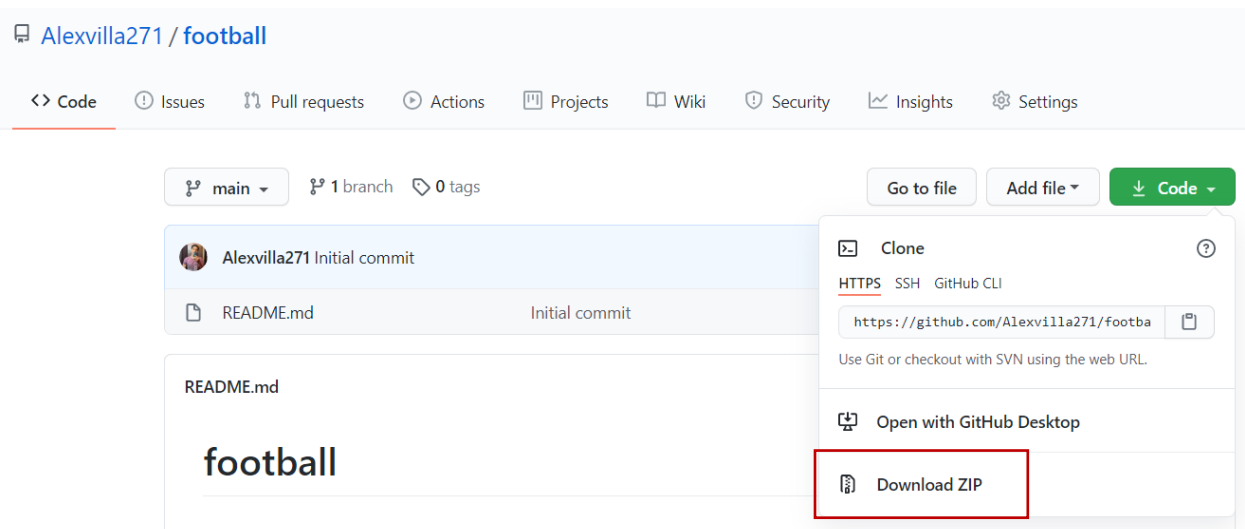 Alexvilla271 / football
Code Issues Pull requests Actions Projects Wiki Security Insights Settings
main 1 branch 0 tags Go to file Add file Code
Alexvilla271 Initial commit
README.md Initial commit
README.md
football
Clone
HTTPS SSH GitHub CLI
https://github.com/Alexvilla271/footba
Use Git or checkout with SVN using the web URL.
Open with GitHub Desktop
Download ZIP